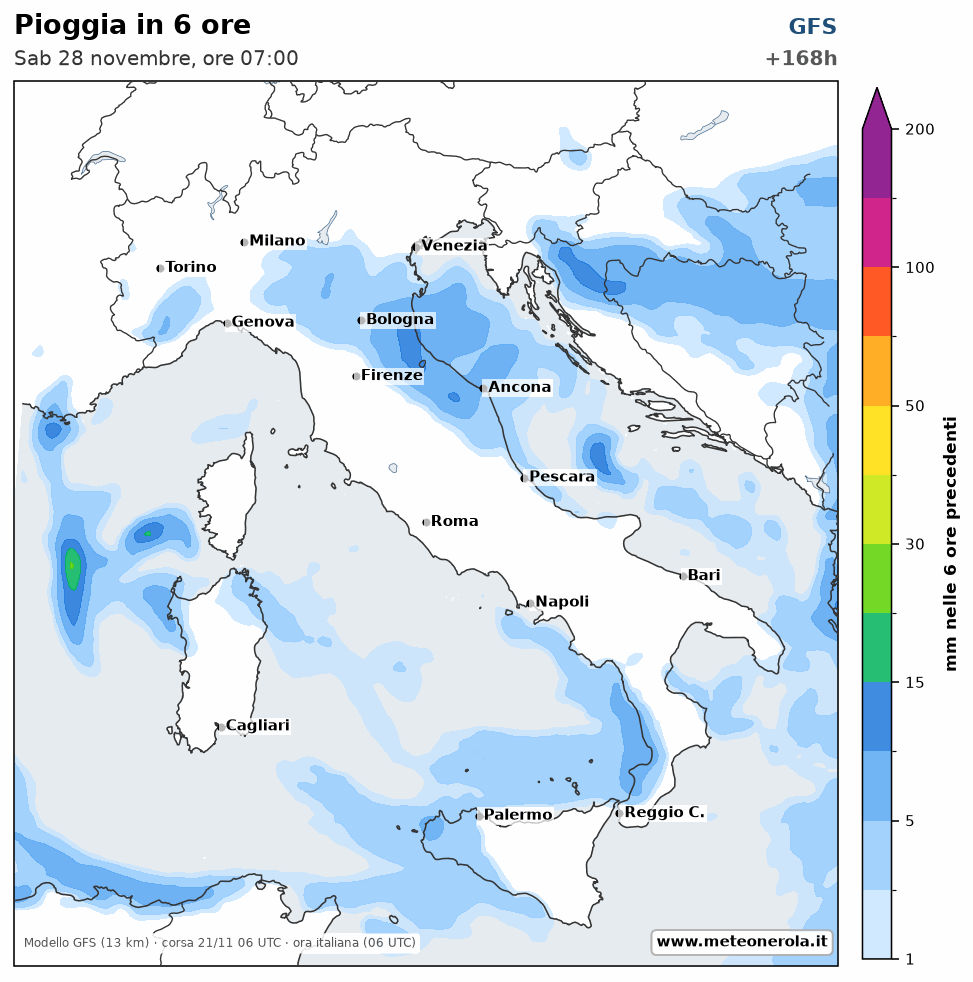 Pioggia in 6 ore
GFS
Sab 28 novembre, ore 07:00
+168h
200
100
50
30
15
5
1
mm nelle 6 ore precedenti
Milano
Venezia
Torino
Genova
Bologna
Firenze
Ancona
Pescara
Roma
Bari
Napoli
Cagliari
Palermo
Reggio C.
Modello GFS (13 km) · corsa 21/11 06 UTC · ora italiana (06 UTC)
www.meteonerola.it